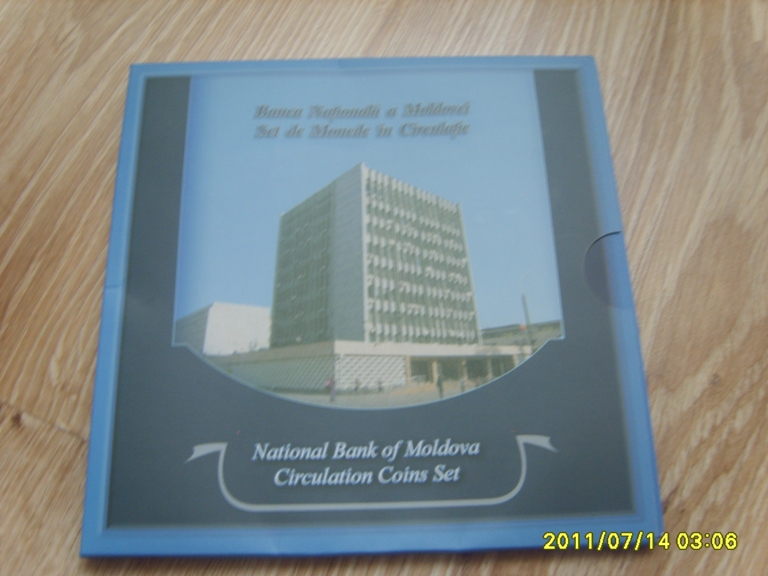 Banca Naţională a Moldovei
Set de Monede în Circulaţie
National Bank of Moldova
Circulation Coins Set
2011/07/14 03:06